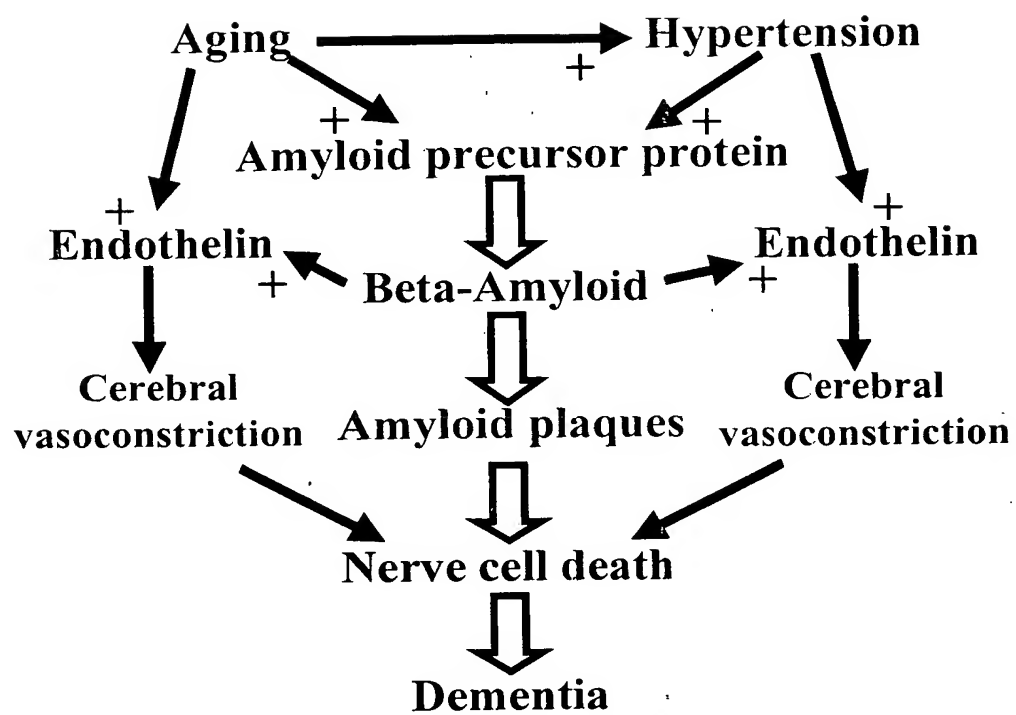 Aging
Hypertension
+
+
+
Amyloid precursor protein
+
+
Endothelin
Endothelin
+
Beta-Amyloid
+
Cerebral
vasoconstriction
Amyloid plaques
Cerebral
vasoconstriction
Nerve cell death
Dementia